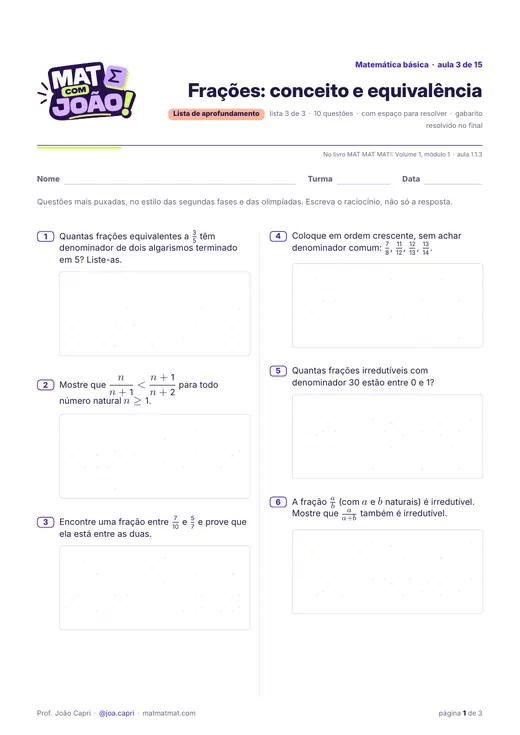 MAT Σ
COM
JOÃO!
Matemática básica · aula 3 de 15
Frações: conceito e equivalência
Lista de aprofundamento lista 3 de 3 · 10 questões · com espaço para resolver · gabarito
resolvido no final
No livro MAT MAT MAT!: Volume 1, módulo 1 · aula 1.1.3
Nome Turma Data
Questões mais puxadas, no estilo das segundas fases e das olimpíadas. Escreva o raciocínio, não só a resposta.
1 Quantas frações equivalentes a 3/5 têm
denominador de dois algarismos terminado
em 5? Liste-as.
2 Mostre que n/(n + 1) < (n + 1)/(n + 2) para todo
número natural n ≥ 1.
3 Encontre uma fração entre 7/10 e 5/7 e prove que
ela está entre as duas.
4 Coloque em ordem crescente, sem achar
denominador comum: 7/8, 11/12, 12/13, 13/14.
5 Quantas frações irredutíveis com
denominador 30 estão entre 0 e 1?
6 A fração a/b (com a e b naturais) é irredutível.
Mostre que a/(a+b) também é irredutível.
Prof. João Capri · @joa.capri · matmatmat.com
página 1 de 3